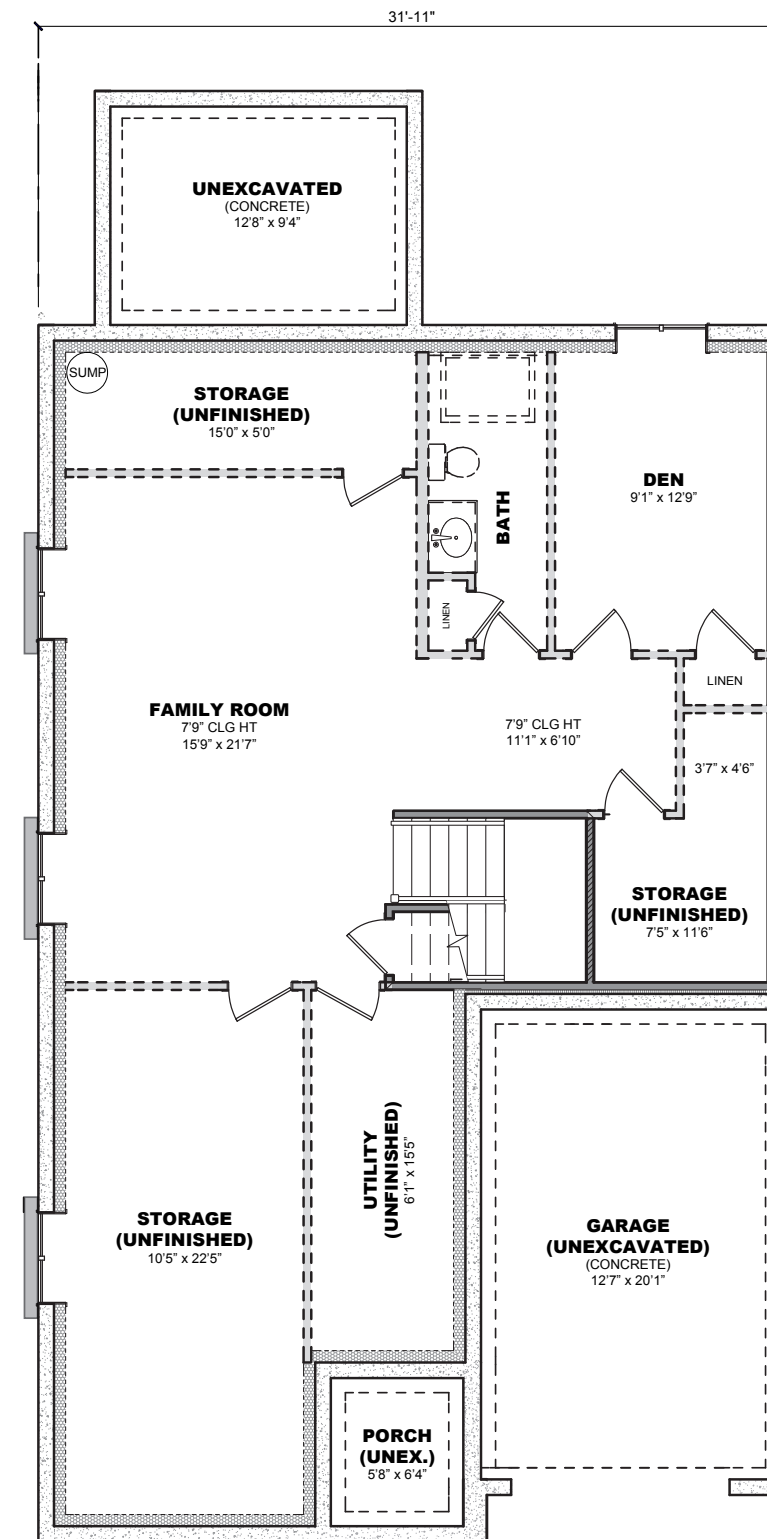 31'-11"
UNEXCAVATED
(CONCRETE)
12'8" x 9'4"
SUMP
STORAGE
(UNFINISHED)
15'0" x 5'0"
DEN
9'1" x 12'9"
BATH
LINEN
LINEN
FAMILY ROOM
7'9" CLG HT
15'9" x 21'7"
7'9" CLG HT
11'1" x 6'10"
3'7" x 4'6"
STORAGE
(UNFINISHED)
7'5" x 11'6"
UTILITY
(UNFINISHED)
6'1" x 15'5"
STORAGE
(UNFINISHED)
10'5" x 22'5"
GARAGE
(UNEXCAVATED)
(CONCRETE)
12'7" x 20'1"
PORCH
(UNEX.)
5'8" x 6'4"